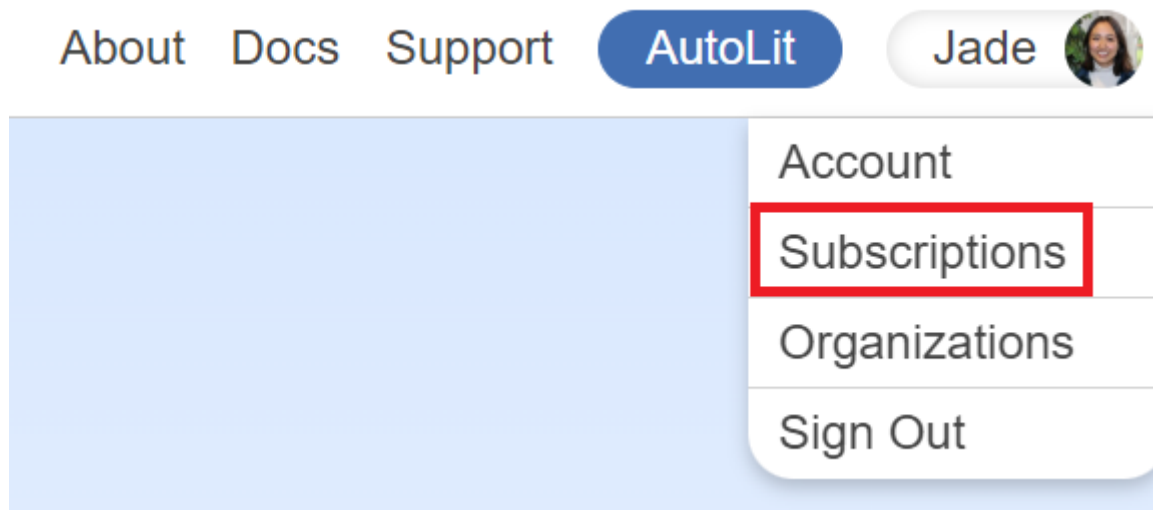 About Docs Support AutoLit Jade
Account
Subscriptions
Organizations
Sign Out